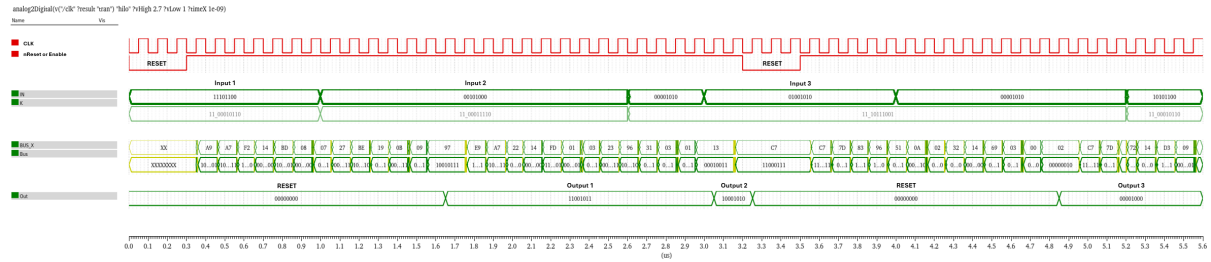 analog2Digital(v("/clk" ?result "tran") "hilo" ?vHigh 2.7 ?vLow 1 ?timeX 1e-09)
Name Vis
CLK
nReset or Enable
RESET RESET
Input 1 Input 2 Input 3
IN 11101100 00101000 00001010 01001010 00001010 10101100
K 11_00010110 11_00011110 11_10111001 11_00010110
BUS_X XX A9 A7 F2 14 BD 08 07 27 BE 19 0B 09 97 E9 A7 22 34 FD 01 03 23 96 31 03 01 13 C7 C7 7D 83 96 51 0A 02 32 14 69 03 00 02 C7 7D 72 14 D3 09
Bus XXXXXXXX 10010111 00010011 11000111 00000010
RESET Output 1 Output 2 RESET Output 3
Out 00000000 11001011 10001010 00000000 00001000
0.0 0.1 0.2 0.3 0.4 0.5 0.6 0.7 0.8 0.9 1.0 1.1 1.2 1.3 1.4 1.5 1.6 1.7 1.8 1.9 2.0 2.1 2.2 2.3 2.4 2.5 2.6 2.7 2.8 2.9 3.0 3.1 3.2 3.3 3.4 3.5 3.6 3.7 3.8 3.9 4.0 4.1 4.2 4.3 4.4 4.5 4.6 4.7 4.8 4.9 5.0 5.1 5.2 5.3 5.4 5.5 5.6
(us)